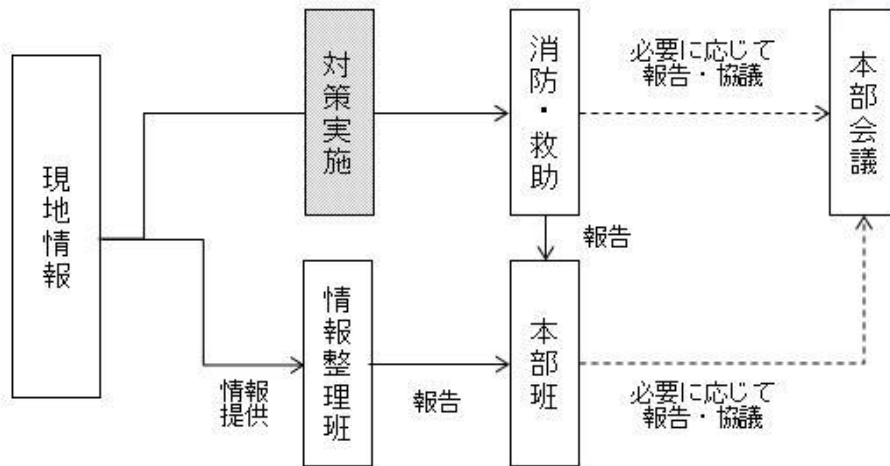 現地情報
対策実施
消防・救助
必要に応じて
報告・協議
本部会議
報告
情報
提供
情報整理班
報告
本部班
必要に応じて
報告・協議